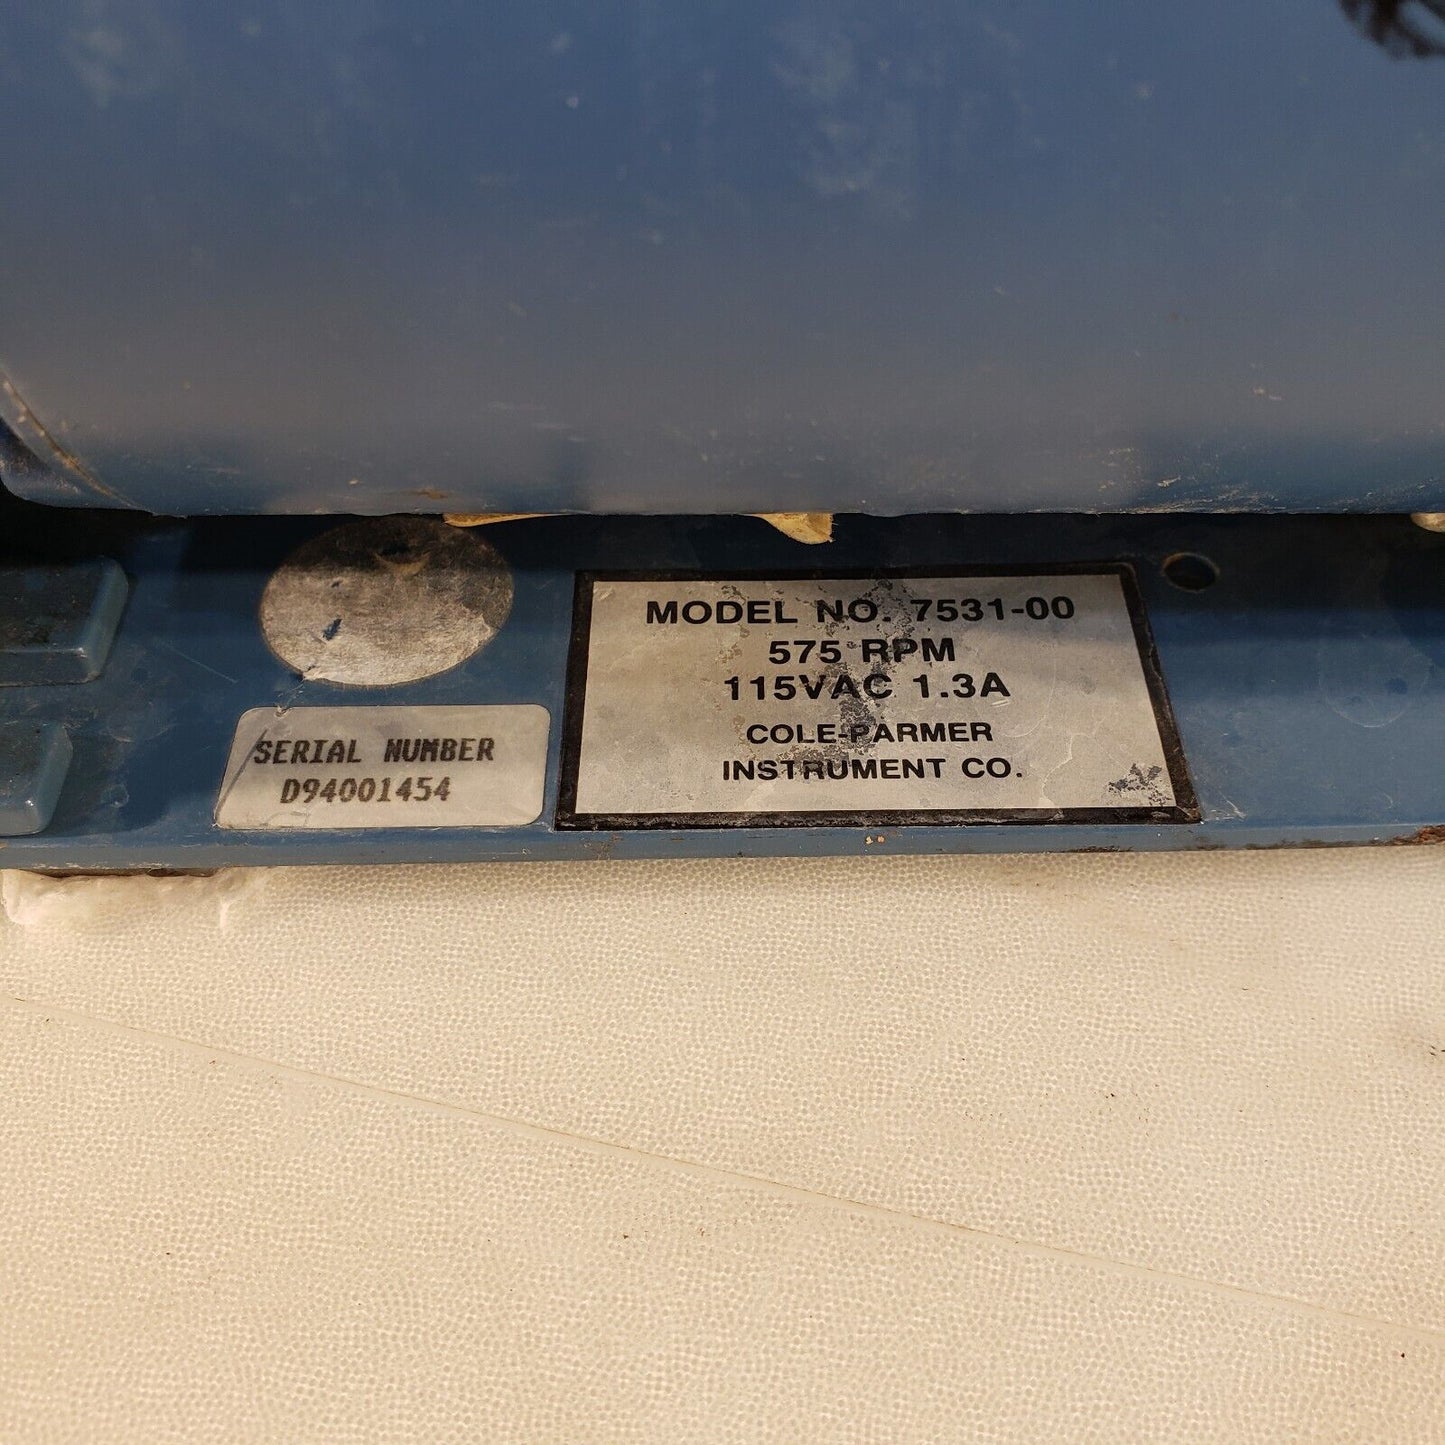 SERIAL NUMBER
D94001454
MODEL NO. 7531-00
575 RPM
115VAC 1.3A
COLE-PARMER
INSTRUMENT CO.